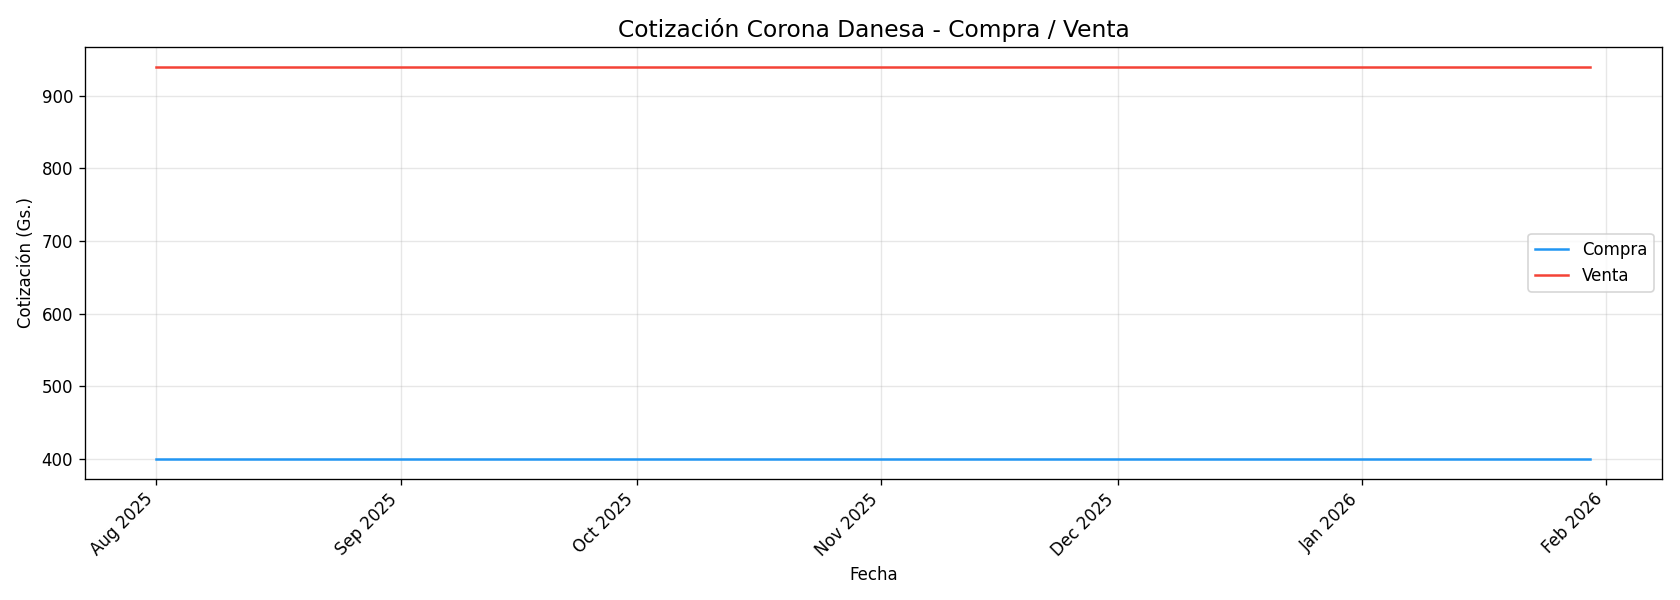 Cotización Corona Danesa - Compra / Venta
Cotización (Gs.)
900
800
700
600
500
400
Compra
Venta
Aug 2025
Sep 2025
Oct 2025
Nov 2025
Dec 2025
Jan 2026
Feb 2026
Fecha